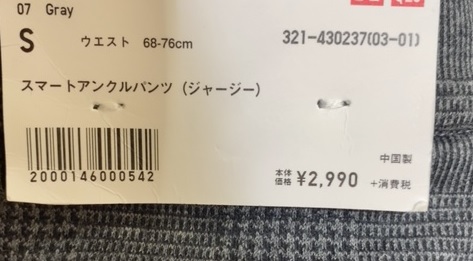 07 Gray
S ウエスト 68-76cm 321-430237(03-01)
スマートアンクルパンツ (ジャージー)
2000146000542
中国製
本体価格 ¥2,990 +消費税